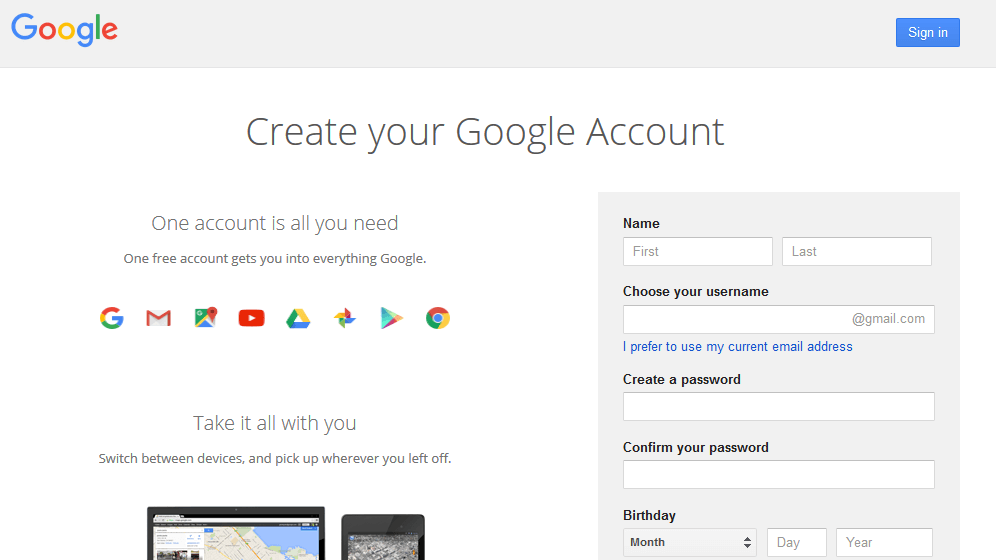 Google
Sign in
Create your Google Account
One account is all you need
One free account gets you into everything Google.
Take it all with you
Switch between devices, and pick up wherever you left off.
Name
First Last
Choose your username
@gmail.com
I prefer to use my current email address
Create a password
Confirm your password
Birthday
Month Day Year